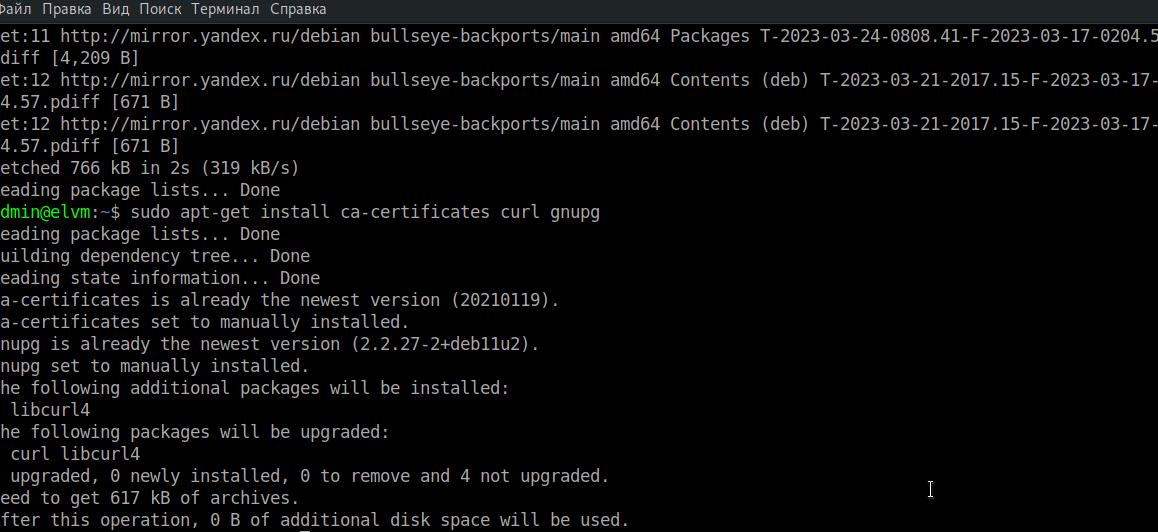 Файл Правка Вид Поиск Терминал Справка
et:11 http://mirror.yandex.ru/debian bullseye-backports/main amd64 Packages T-2023-03-24-0808.41-F-2023-03-17-0204.5
diff [4,209 B]
et:12 http://mirror.yandex.ru/debian bullseye-backports/main amd64 Contents (deb) T-2023-03-21-2017.15-F-2023-03-17-
4.57.pdiff [671 B]
et:12 http://mirror.yandex.ru/debian bullseye-backports/main amd64 Contents (deb) T-2023-03-21-2017.15-F-2023-03-17-
4.57.pdiff [671 B]
etched 766 kB in 2s (319 kB/s)
eading package lists... Done
dmin@elvm:~$ sudo apt-get install ca-certificates curl gnupg
eading package lists... Done
uilding dependency tree... Done
eading state information... Done
a-certificates is already the newest version (20210119).
a-certificates set to manually installed.
nupg is already the newest version (2.2.27-2+deb11u2).
nupg set to manually installed.
he following additional packages will be installed:
libcurl4
he following packages will be upgraded:
curl libcurl4
upgraded, 0 newly installed, 0 to remove and 4 not upgraded.
eed to get 617 kB of archives.
fter this operation, 0 B of additional disk space will be used.